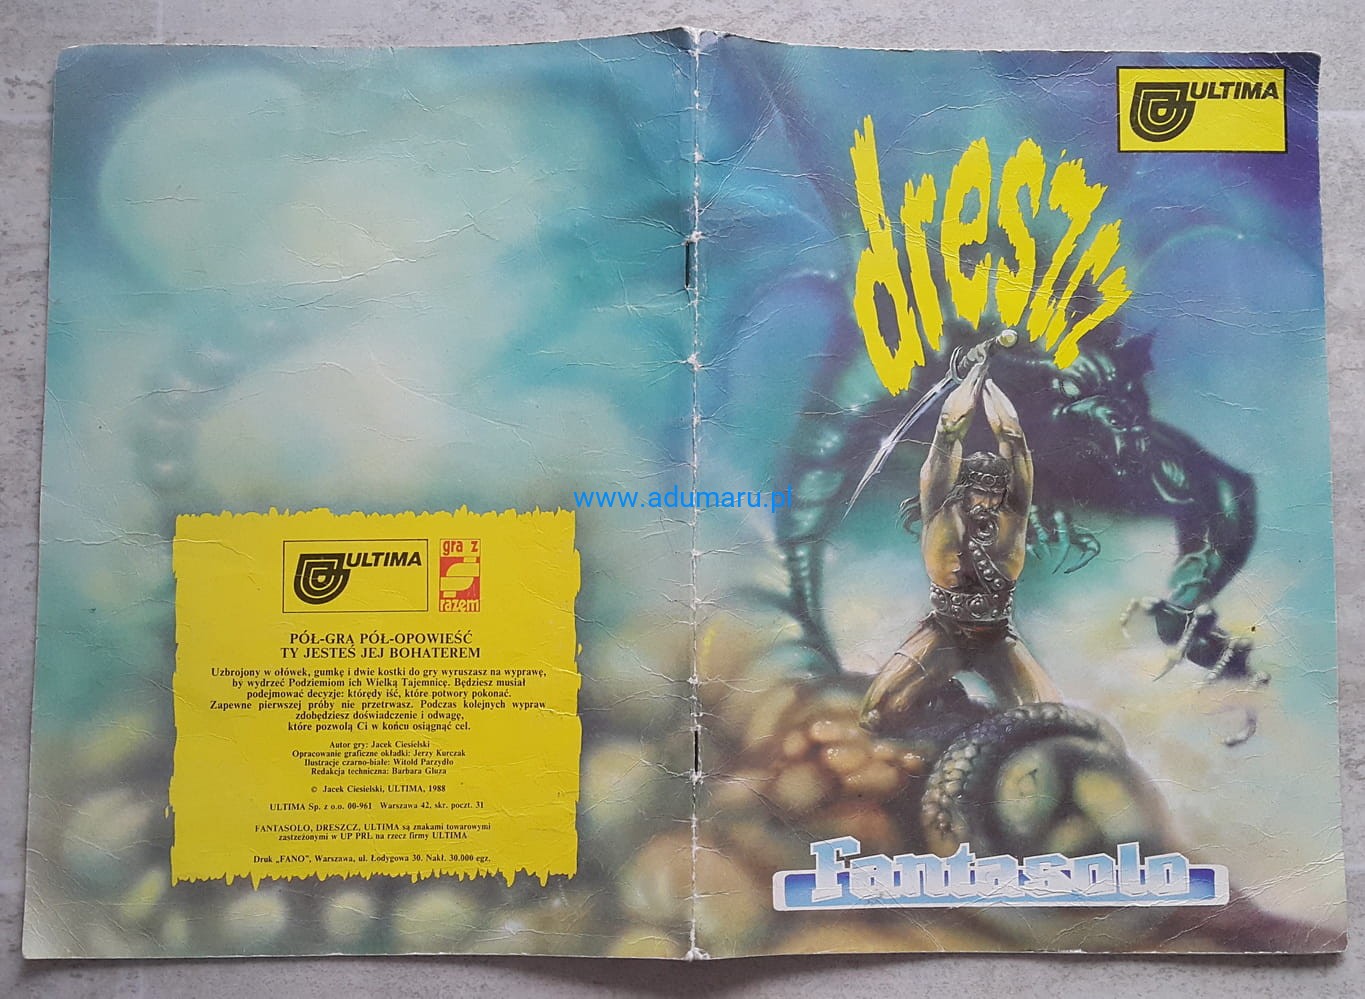 ULTIMA
gra z
S
razem
PÓŁ-GRA PÓŁ-OPOWIEŚĆ
TY JESTEŚ JEJ BOHATEREM
Uzbrojony w ołówek, gumkę i dwie kostki do gry wyruszasz na wyprawę,
by wydrzeć Podziemiom ich Wielką Tajemnicę. Będziesz musiał
podejmować decyzje: którędy iść, które potwory pokonać.
Zapewne pierwszej próby nie przetrwasz. Podczas kolejnych wypraw
zdobędziesz doświadczenie i odwagę,
które pozwolą Ci w końcu osiągnąć cel.
Autor gry: Jacek Ciesielski
Opracowanie graficzne okładki: Jerzy Kurczak
Ilustracje czarno-białe: Witold Parzydło
Redakcja techniczna: Barbara Gluza
© Jacek Ciesielski, ULTIMA, 1988
ULTIMA Sp. z o.o. 00-961 Warszawa 42, skr. poczt. 31
FANTASOLO, DRESZCZ, ULTIMA są znakami towarowymi
zastrzeżonymi w UP PRL na rzecz firmy ULTIMA
Druk „FANO", Warszawa, ul. Łodygowa 30. Nakł. 30.000 egz.
www.adumaru.pl
ULTIMA
dreszcz
Fantasolo